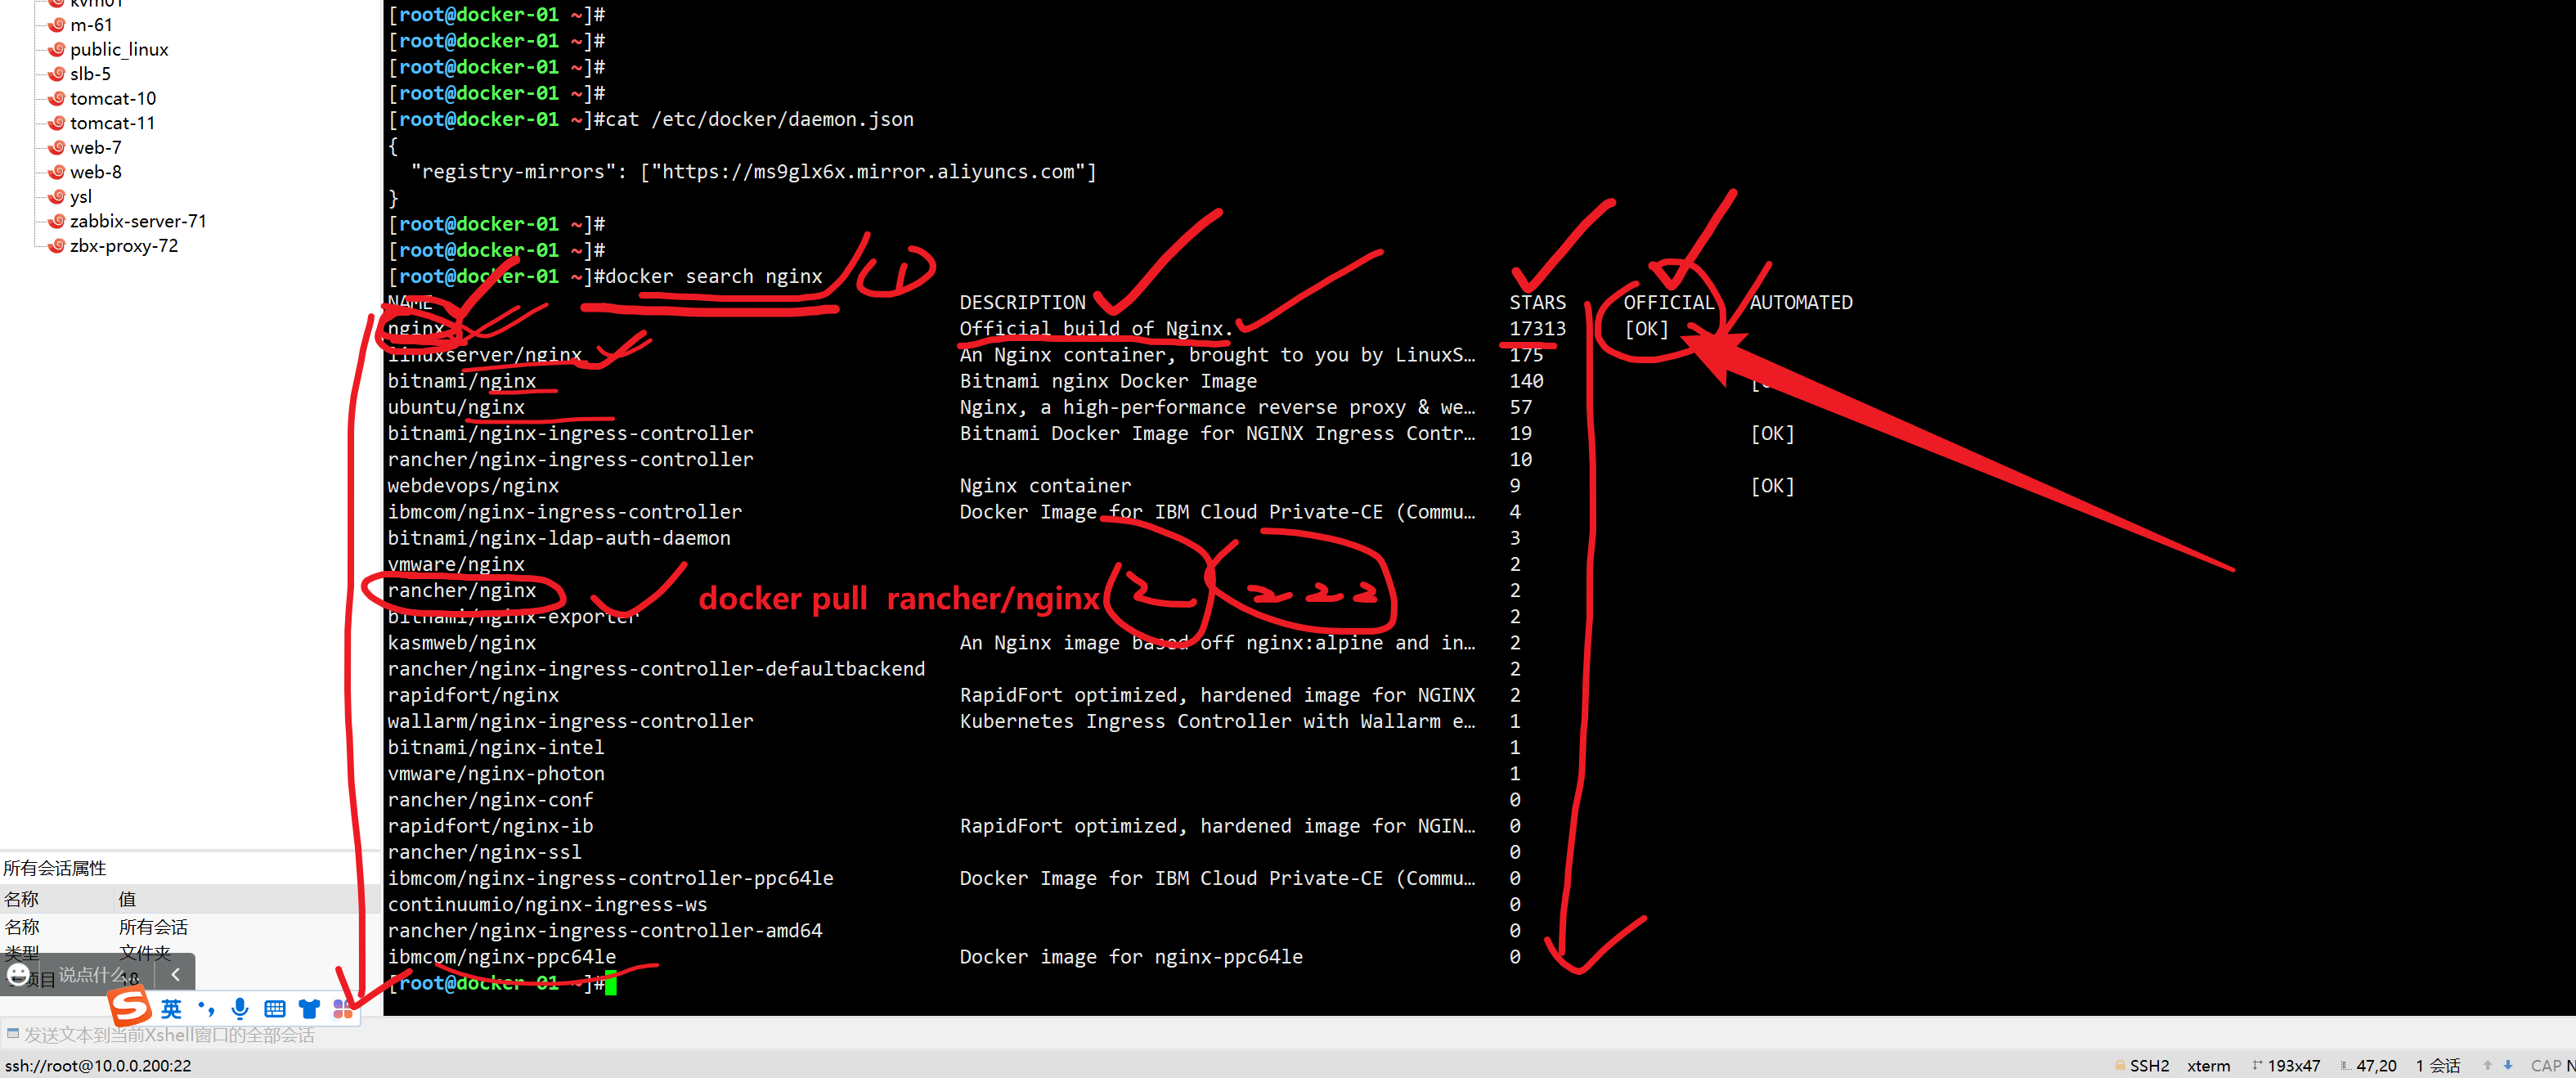 kvm01
m-61
public_linux
slb-5
tomcat-10
tomcat-11
web-7
web-8
ysl
zabbix-server-71
zbx-proxy-72
所有会话属性
名称 值
名称 所有会话
类型 文件夹
项目 18
说点什么...
英
发送文本到当前Xshell窗口的全部会话
[root@docker-01 ~]#
[root@docker-01 ~]#
[root@docker-01 ~]#
[root@docker-01 ~]#
[root@docker-01 ~]#cat /etc/docker/daemon.json
{
"registry-mirrors": ["https://ms9glx6x.mirror.aliyuncs.com"]
}
[root@docker-01 ~]#
[root@docker-01 ~]#
[root@docker-01 ~]#docker search nginx ①
NAME DESCRIPTION STARS OFFICIAL AUTOMATED
nginx Official build of Nginx. 17313 [OK]
linuxserver/nginx An Nginx container, brought to you by LinuxS… 175
bitnami/nginx Bitnami nginx Docker Image 140
ubuntu/nginx Nginx, a high-performance reverse proxy & we… 57
bitnami/nginx-ingress-controller Bitnami Docker Image for NGINX Ingress Contr… 19 [OK]
rancher/nginx-ingress-controller 10
webdevops/nginx Nginx container 9 [OK]
ibmcom/nginx-ingress-controller Docker Image for IBM Cloud Private-CE (Commu… 4
bitnami/nginx-ldap-auth-daemon 3
vmware/nginx 2
rancher/nginx 2
docker pull rancher/nginx
bitnami/nginx-exporter 2
kasmweb/nginx An Nginx image based off nginx:alpine and in… 2
rancher/nginx-ingress-controller-defaultbackend 2
rapidfort/nginx RapidFort optimized, hardened image for NGINX 2
wallarm/nginx-ingress-controller Kubernetes Ingress Controller with Wallarm e… 1
bitnami/nginx-intel 1
vmware/nginx-photon 1
rancher/nginx-conf 0
rapidfort/nginx-ib RapidFort optimized, hardened image for NGIN… 0
rancher/nginx-ssl 0
ibmcom/nginx-ingress-controller-ppc64le Docker Image for IBM Cloud Private-CE (Commu… 0
continuumio/nginx-ingress-ws 0
rancher/nginx-ingress-controller-amd64 0
ibmcom/nginx-ppc64le Docker image for nginx-ppc64le 0
[root@docker-01 ~]#
ssh://root@10.0.0.200:22 SSH2 xterm 193x47 47,20 1 会话 CAP N